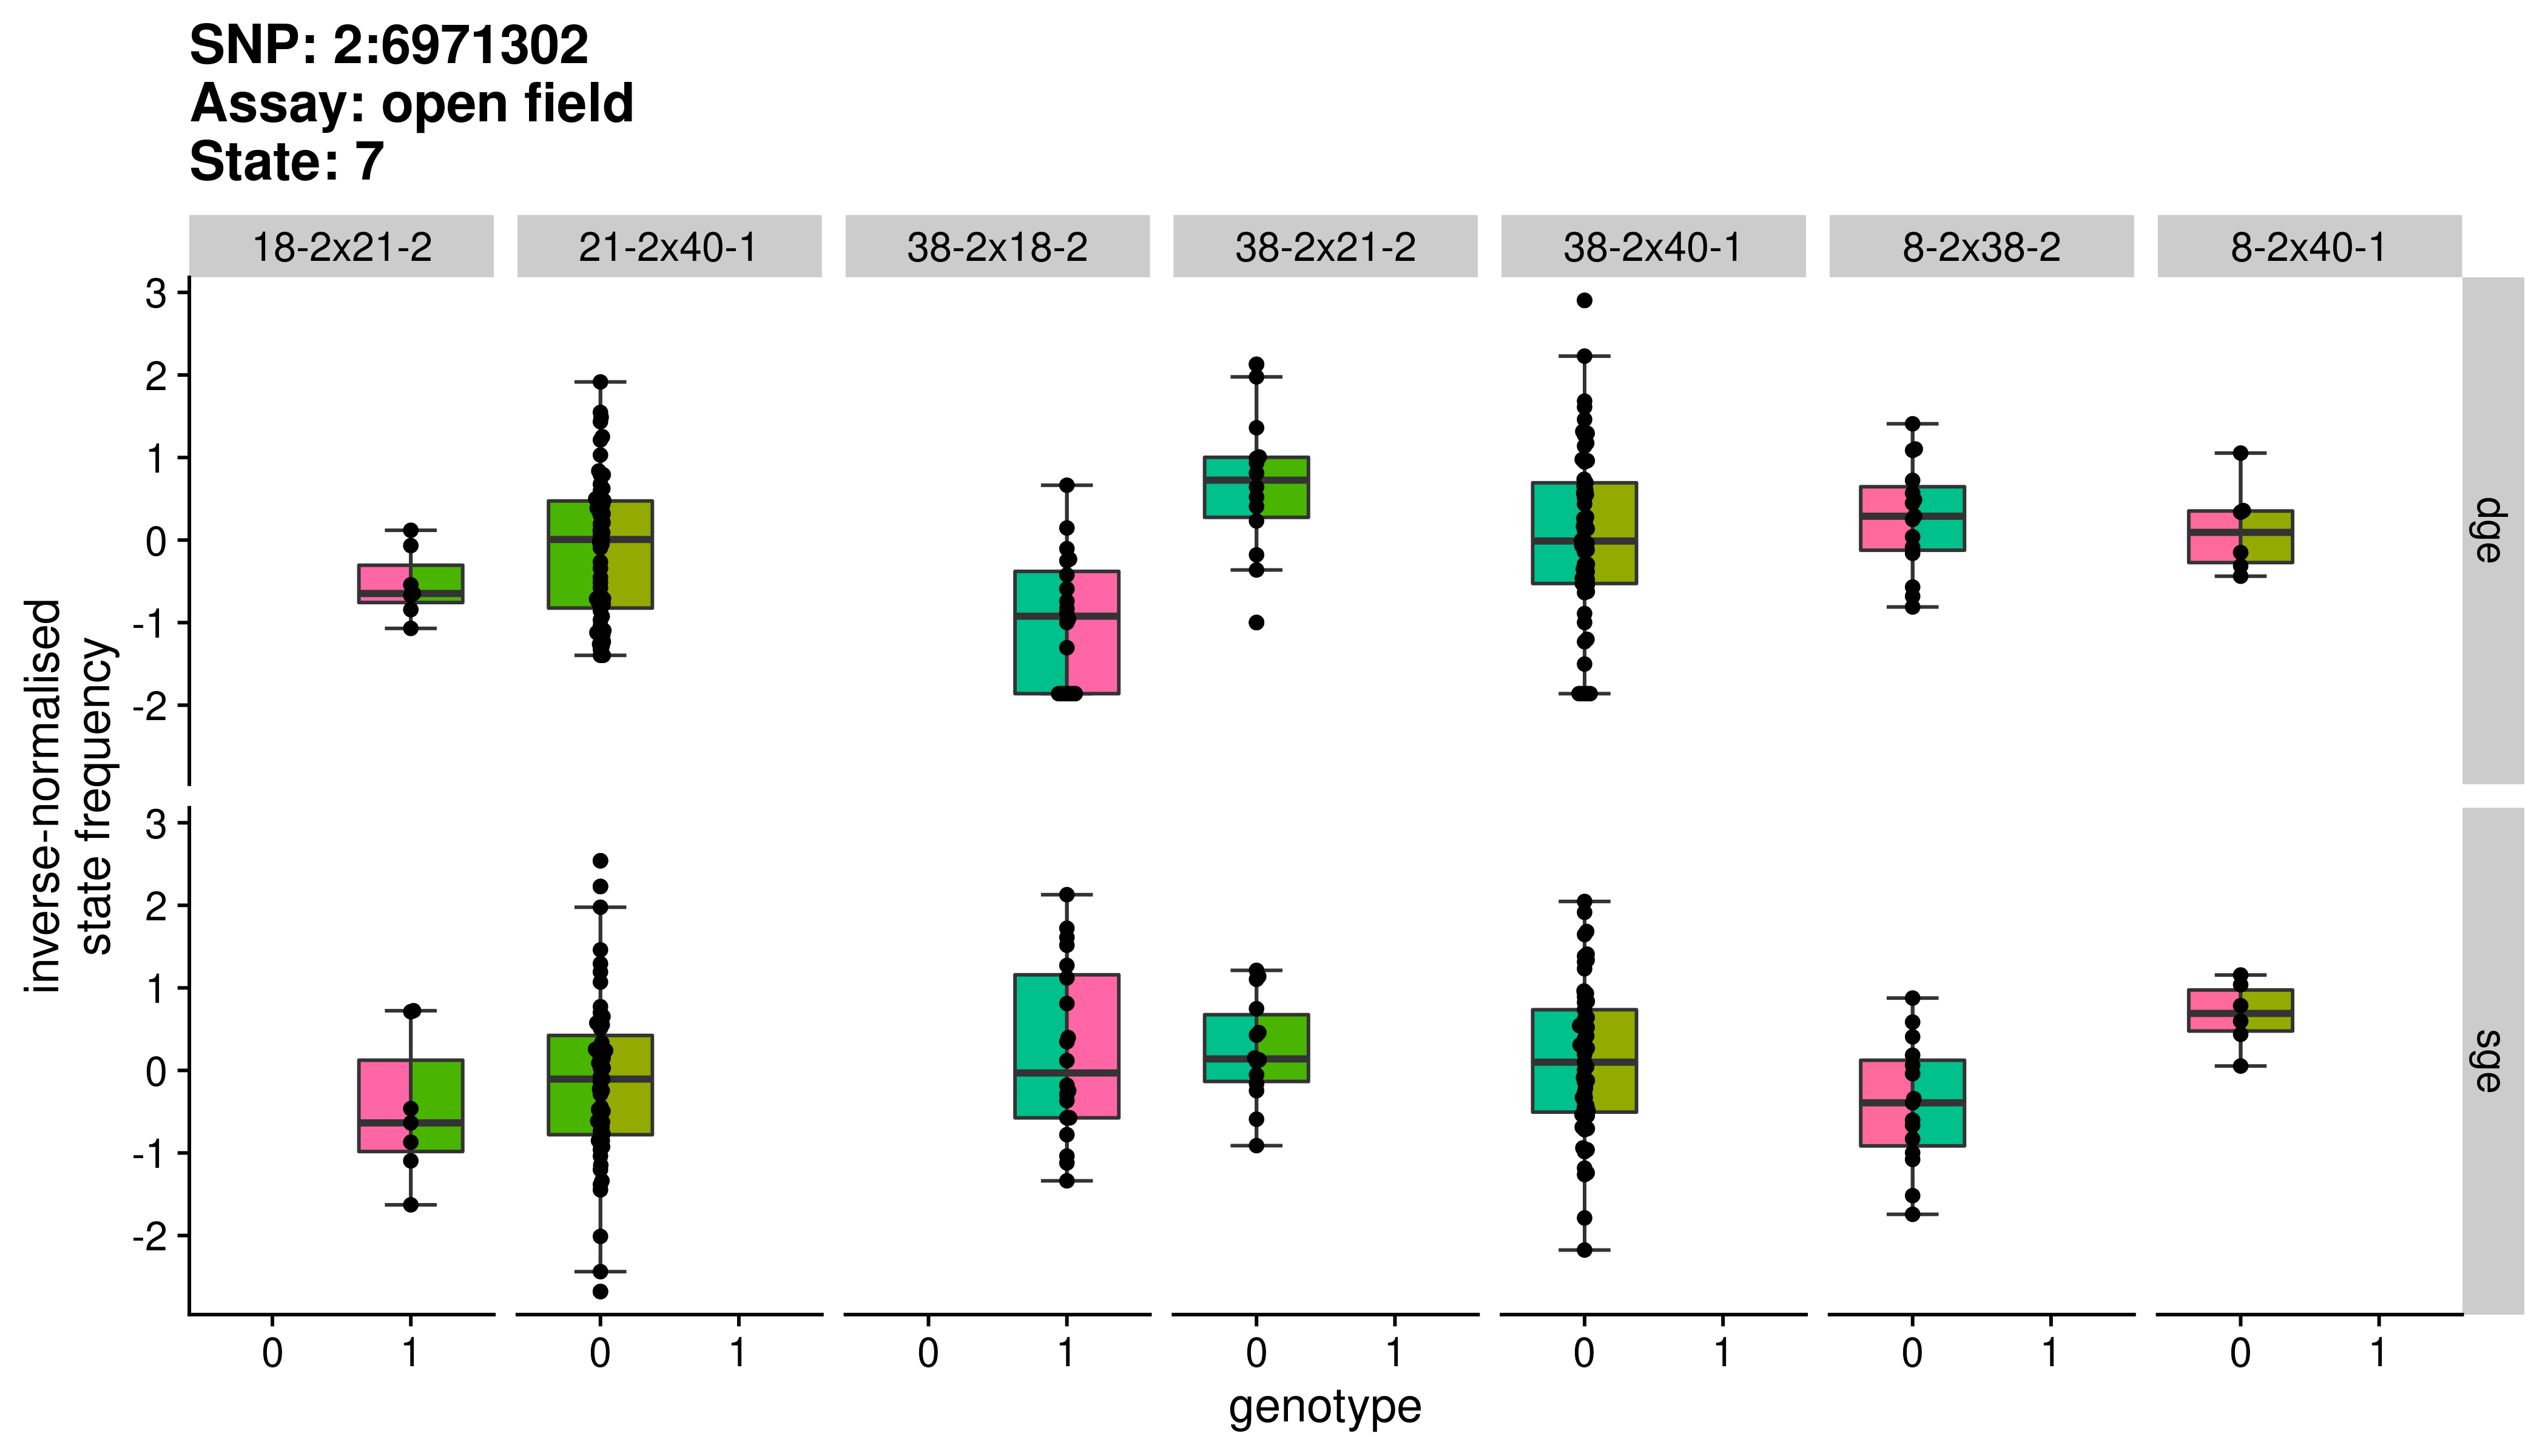 SNP: 2:6971302
Assay: open field
State: 7
18-2x21-2 21-2x40-1 38-2x18-2 38-2x21-2 38-2x40-1 8-2x38-2 8-2x40-1
3
2
1
0
-1
-2
dge
3
2
1
0
-1
-2
sge
inverse-normalised
state frequency
0 1 0 1 0 1 0 1 0 1 0 1 0 1
genotype